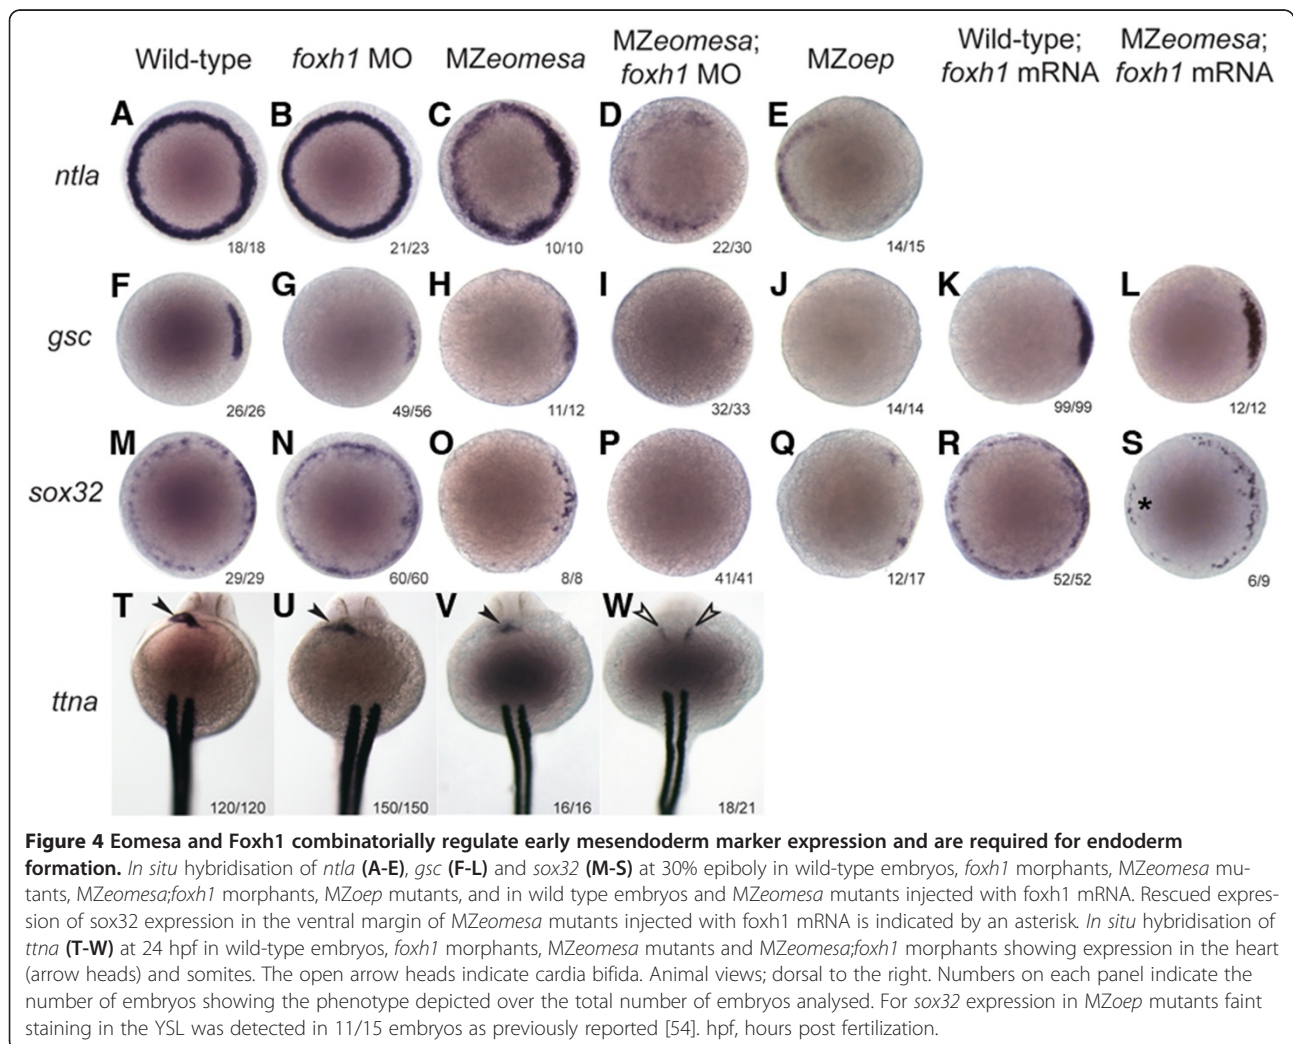 Wild-type
foxh1 MO
MZeomesa
MZeomesa;
foxh1 MO
MZoep
Wild-type;
foxh1 mRNA
MZeomesa;
foxh1 mRNA
ntla
A
18/18
B
21/23
C
10/10
D
22/30
E
14/15
gsc
F
26/26
G
49/56
H
11/12
I
32/33
J
14/14
K
99/99
L
12/12
sox32
M
29/29
N
60/60
O
8/8
P
41/41
Q
12/17
R
52/52
S
*
6/9
ttna
T
120/120
U
150/150
V
16/16
W
18/21
Figure 4 Eomesa and Foxh1 combinatorially regulate early mesendoderm marker expression and are required for endoderm
formation. In situ hybridisation of ntla (A-E), gsc (F-L) and sox32 (M-S) at 30% epiboly in wild-type embryos, foxh1 morphants, MZeomesa mu-
tants, MZeomesa;foxh1 morphants, MZoep mutants, and in wild type embryos and MZeomesa mutants injected with foxh1 mRNA. Rescued expres-
sion of sox32 expression in the ventral margin of MZeomesa mutants injected with foxh1 mRNA is indicated by an asterisk. In situ hybridisation of
ttna (T-W) at 24 hpf in wild-type embryos, foxh1 morphants, MZeomesa mutants and MZeomesa;foxh1 morphants showing expression in the heart
(arrow heads) and somites. The open arrow heads indicate cardia bifida. Animal views; dorsal to the right. Numbers on each panel indicate the
number of embryos showing the phenotype depicted over the total number of embryos analysed. For sox32 expression in MZoep mutants faint
staining in the YSL was detected in 11/15 embryos as previously reported [54]. hpf, hours post fertilization.